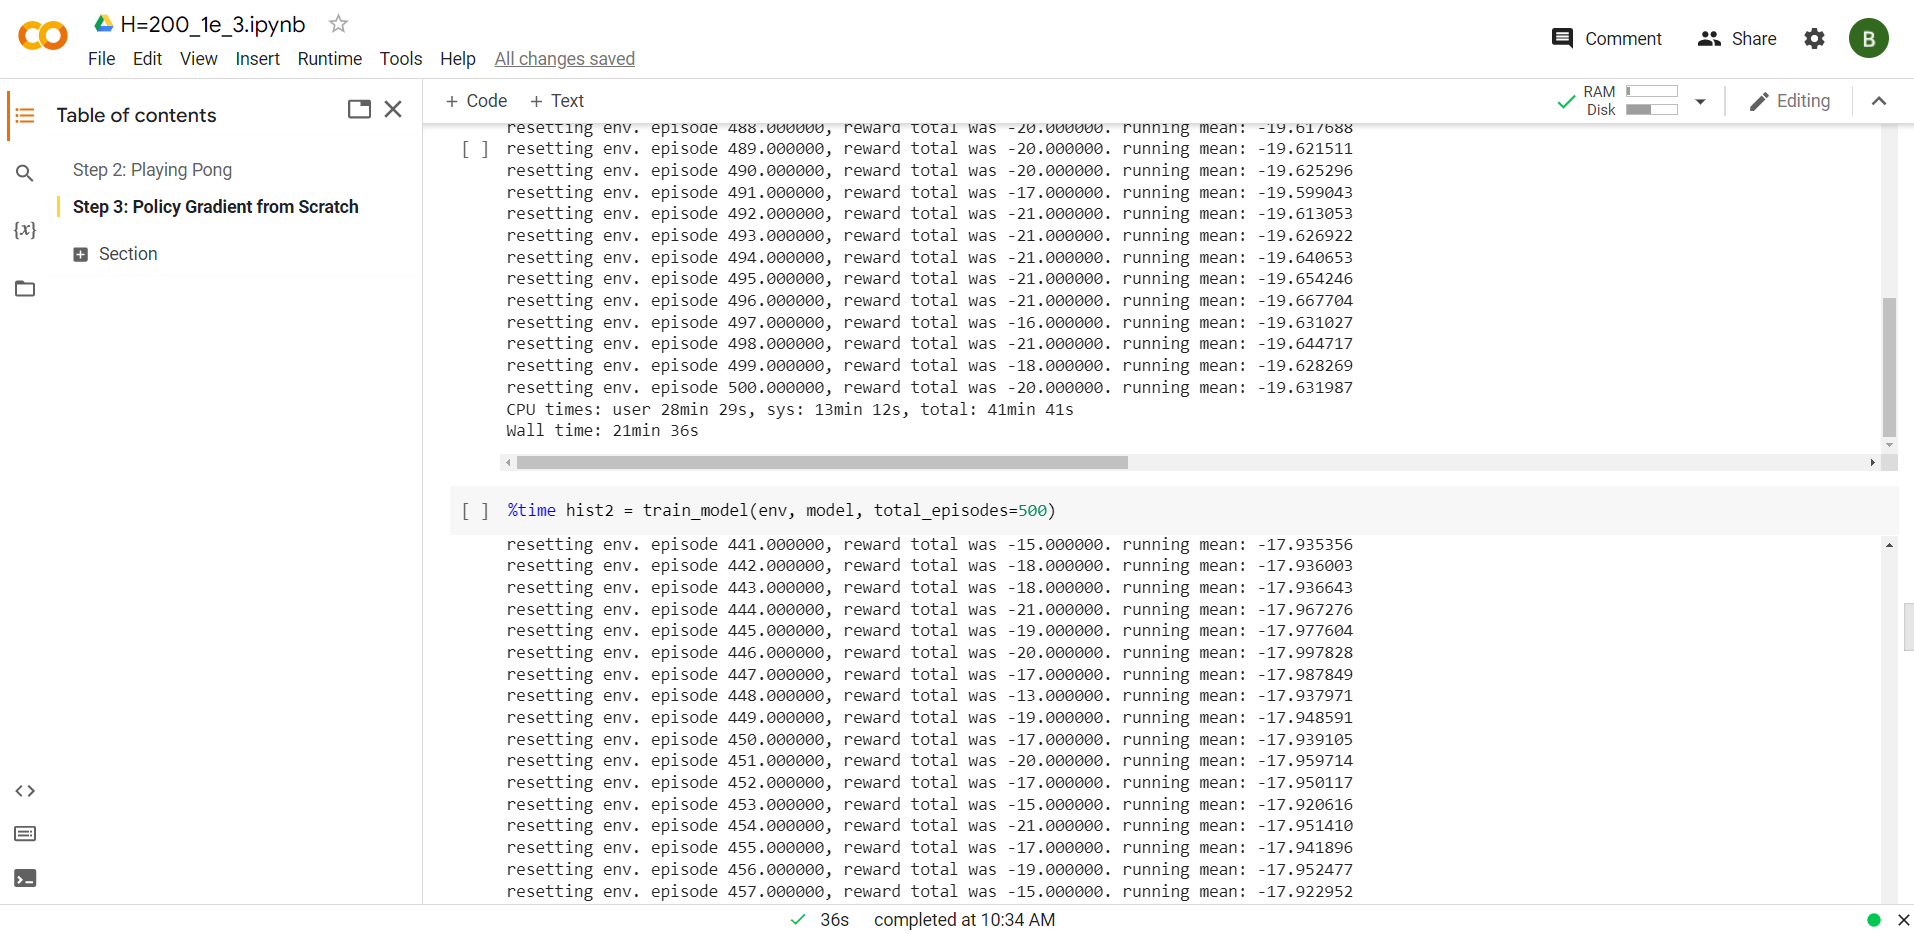 H=200_1e_3.ipynb
File Edit View Insert Runtime Tools Help All changes saved
Comment Share B
Table of contents
Step 2: Playing Pong
Step 3: Policy Gradient from Scratch
Section
{x}
+ Code + Text
RAM
Disk
Editing
resetting env. episode 488.000000, reward total was -20.000000. running mean: -19.617688
[ ] resetting env. episode 489.000000, reward total was -20.000000. running mean: -19.621511
resetting env. episode 490.000000, reward total was -20.000000. running mean: -19.625296
resetting env. episode 491.000000, reward total was -17.000000. running mean: -19.599043
resetting env. episode 492.000000, reward total was -21.000000. running mean: -19.613053
resetting env. episode 493.000000, reward total was -21.000000. running mean: -19.626922
resetting env. episode 494.000000, reward total was -21.000000. running mean: -19.640653
resetting env. episode 495.000000, reward total was -21.000000. running mean: -19.654246
resetting env. episode 496.000000, reward total was -21.000000. running mean: -19.667704
resetting env. episode 497.000000, reward total was -16.000000. running mean: -19.631027
resetting env. episode 498.000000, reward total was -21.000000. running mean: -19.644717
resetting env. episode 499.000000, reward total was -18.000000. running mean: -19.628269
resetting env. episode 500.000000, reward total was -20.000000. running mean: -19.631987
CPU times: user 28min 29s, sys: 13min 12s, total: 41min 41s
Wall time: 21min 36s
[ ] %time hist2 = train_model(env, model, total_episodes=500)
resetting env. episode 441.000000, reward total was -15.000000. running mean: -17.935356
resetting env. episode 442.000000, reward total was -18.000000. running mean: -17.936003
resetting env. episode 443.000000, reward total was -18.000000. running mean: -17.936643
resetting env. episode 444.000000, reward total was -21.000000. running mean: -17.967276
resetting env. episode 445.000000, reward total was -19.000000. running mean: -17.977604
resetting env. episode 446.000000, reward total was -20.000000. running mean: -17.997828
resetting env. episode 447.000000, reward total was -17.000000. running mean: -17.987849
resetting env. episode 448.000000, reward total was -13.000000. running mean: -17.937971
resetting env. episode 449.000000, reward total was -19.000000. running mean: -17.948591
resetting env. episode 450.000000, reward total was -17.000000. running mean: -17.939105
resetting env. episode 451.000000, reward total was -20.000000. running mean: -17.959714
resetting env. episode 452.000000, reward total was -17.000000. running mean: -17.950117
resetting env. episode 453.000000, reward total was -15.000000. running mean: -17.920616
resetting env. episode 454.000000, reward total was -21.000000. running mean: -17.951410
resetting env. episode 455.000000, reward total was -17.000000. running mean: -17.941896
resetting env. episode 456.000000, reward total was -19.000000. running mean: -17.952477
resetting env. episode 457.000000, reward total was -15.000000. running mean: -17.922952
36s completed at 10:34 AM